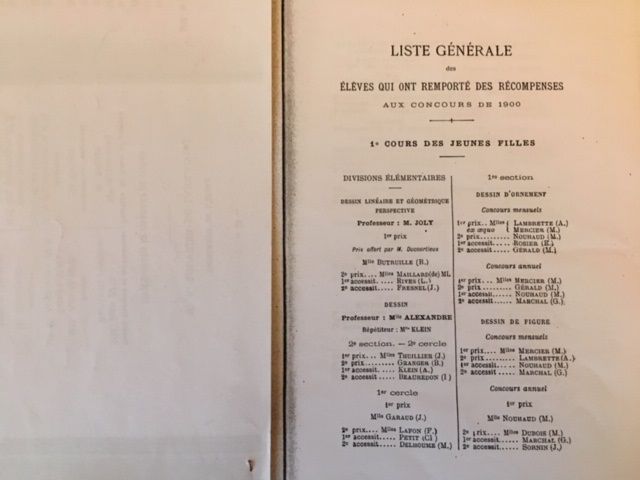 LISTE GÉNÉRALE
des
ÉLÈVES QUI ONT REMPORTÉ DES RÉCOMPENSES
AUX CONCOURS DE 1900
1º COURS DES JEUNES FILLES
DIVISIONS ÉLÉMENTAIRES
DESSIN LINÉAIRE ET GÉOMÉTRIQUE
PERSPECTIVE
Professeur : M. JOLY
1er prix
Prix offert par M. Ducourtieux
Mlle BUTRUILLE (B.)
2e prix.... Mlles MAILLARD(de) ML
1er accessit..... RIVES (L.)
2e accessit..... FRESNEL (J.)
DESSIN
Professeur : Mlle ALEXANDRE
Répétiteur : Mme KLEIN
2e section. — 2e cercle
1er prix... Mlles THUILLIER (J.)
2e prix......... GRANGER (B.)
1er accessit..... KLEIN (A.)
2e accessit..... BEAUREDON (I)
1er cercle
1er prix
Mlle GARAUD (J.)
2e prix.... Mlles LAFON (F.)
1er accessit..... PETIT (Cl)
2e accessit..... DELHOUME (M.)
1re section
DESSIN D'ORNEMENT
Concours mensuels
1er prix.. Mlles { LAMBRETTE (A.)
ex æquo { MERCIER (M.)
2e prix......... NOUHAUD (M.)
1er accessit..... ROSIER (E.)
2e accessit..... GÉRALD (M.)
Concours annuel
1er prix... Mlles MERCIER (M.)
2e prix ......... GÉRALD (M.)
1er accessit..... NOUHAUD (M.)
2e accessit..... MARCHAL (G.)
DESSIN DE FIGURE
Concours mensuels
1er prix.... Mlles MERCIER (M.)
2e prix......... LAMBRETTE (A.)
1er accessit..... NOUHAUD (M.)
2e accessit..... MARCHAL (G.)
Concours annuel
1er prix
Mlle NOUHAUD (M.)
2e prix.... Mlles DUBOIS (M.)
1er accessit..... MARCHAL (G.)
2e accessit..... SORNIN (J.)